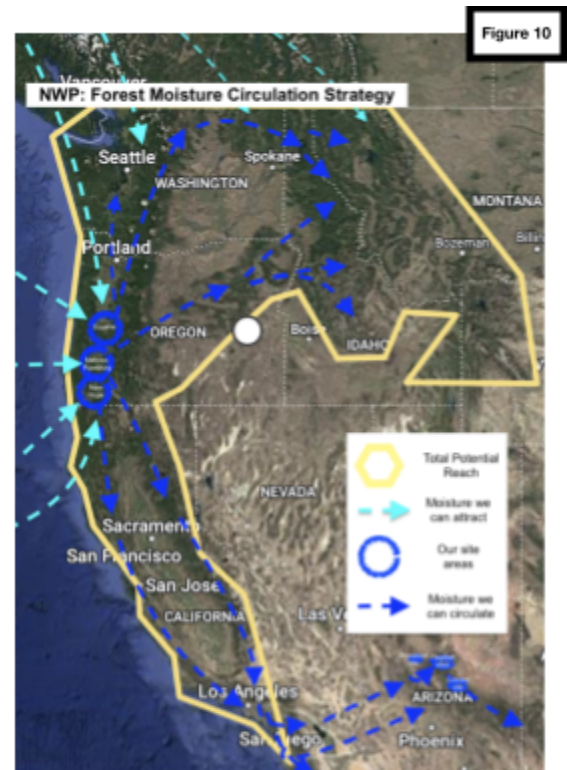 Figure 10
Vancouver
NWP: Forest Moisture Circulation Strategy
Seattle
Spokane
WASHINGTON
MONTANA
Portland
Bozeman
Billin
OREGON
Boise
IDAHO
Total Potential
Reach
Moisture we
can attract
NEVADA
Our site
areas
Sacramento
San Francisco
San Jose
Moisture we
can circulate
CALIFORNIA
Las Ve
Los Angeles
ARIZONA
San Diego
Phoenix